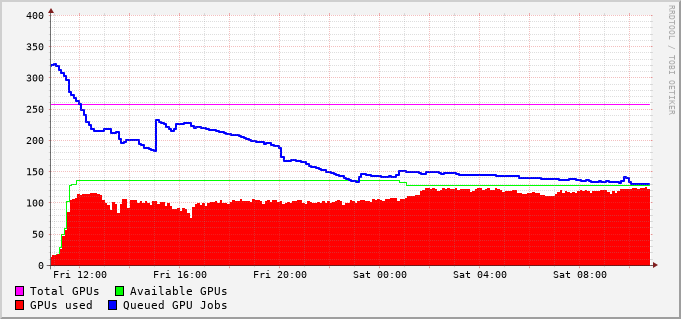 RRDTOOL / TOBI OETIKER
400
350
300
250
200
150
100
50
0
Fri 12:00 Fri 16:00 Fri 20:00 Sat 00:00 Sat 04:00 Sat 08:00
Total GPUs Available GPUs
GPUs used Queued GPU Jobs